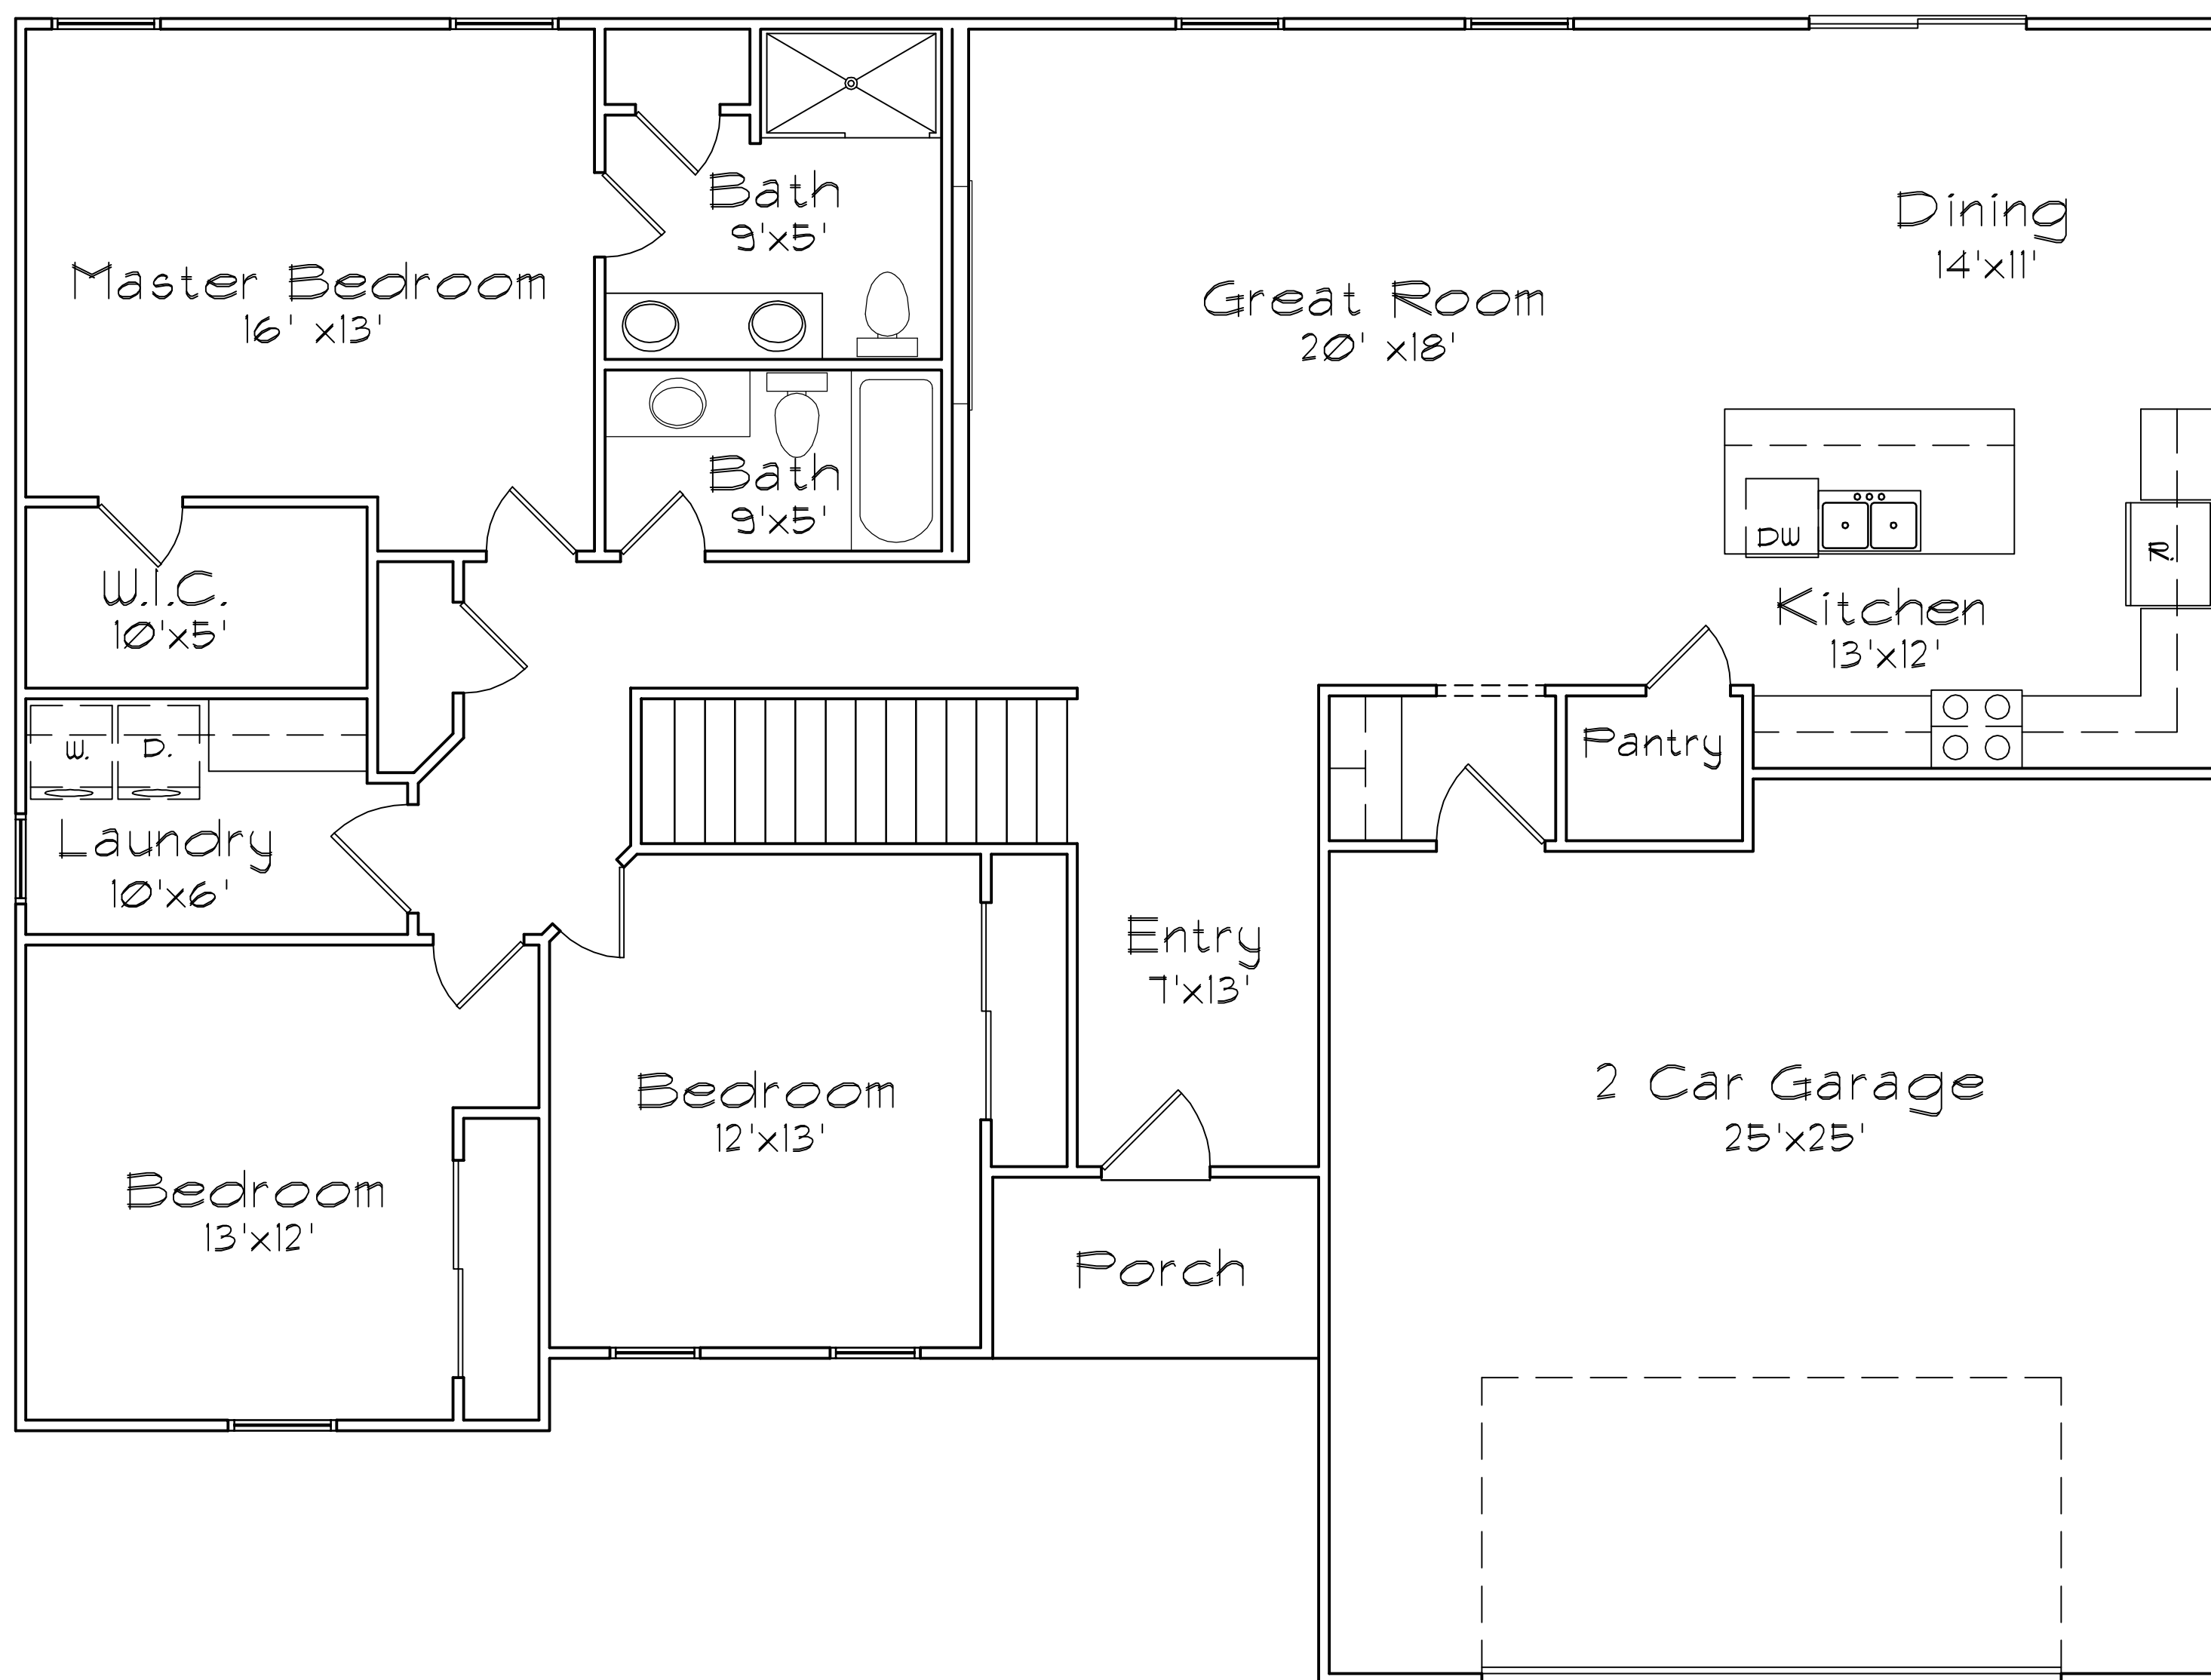 Bath
9'x5'
Dining
14'x11'
Master Bedroom
16' x13'
Great Room
20' x18'
Bath
9'x5'
DW
R.
W.I.C.
10'x5'
Kitchen
13'x12'
W.
D.
Pantry
Laundry
10'x6'
Entry
7'x13'
Bedroom
12'x13'
2 Car Garage
25'x25'
Bedroom
13'x12'
Porch